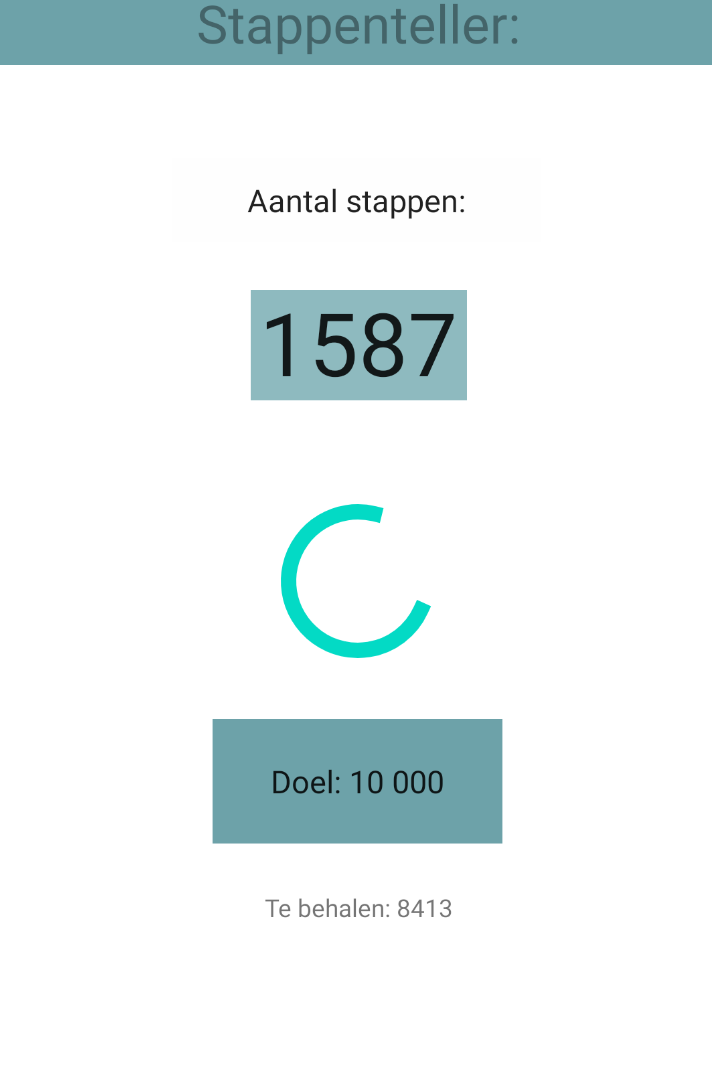 Stappenteller:
Aantal stappen:
1587
Doel: 10 000
Te behalen: 8413